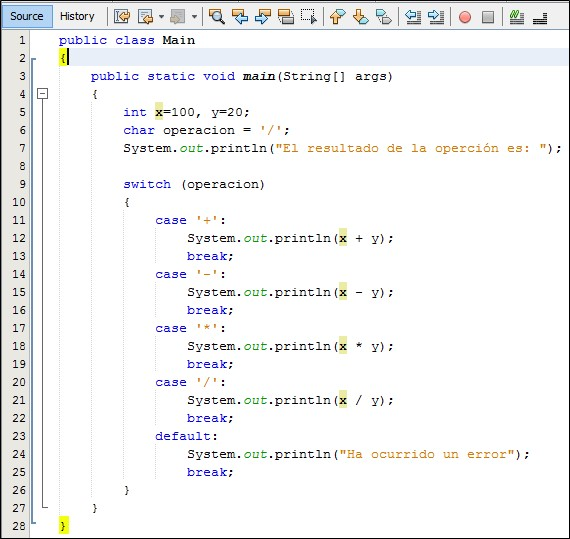 Source History
1 public class Main
2 {
3 public static void main(String[] args)
4 {
5 int x=100, y=20;
6 char operacion = '/';
7 System.out.println("El resultado de la operción es: ");
8
9 switch (operacion)
10 {
11 case '+':
12 System.out.println(x + y);
13 break;
14 case '-':
15 System.out.println(x - y);
16 break;
17 case '*':
18 System.out.println(x * y);
19 break;
20 case '/':
21 System.out.println(x / y);
22 break;
23 default:
24 System.out.println("Ha ocurrido un error");
25 break;
26 }
27 }
28 }